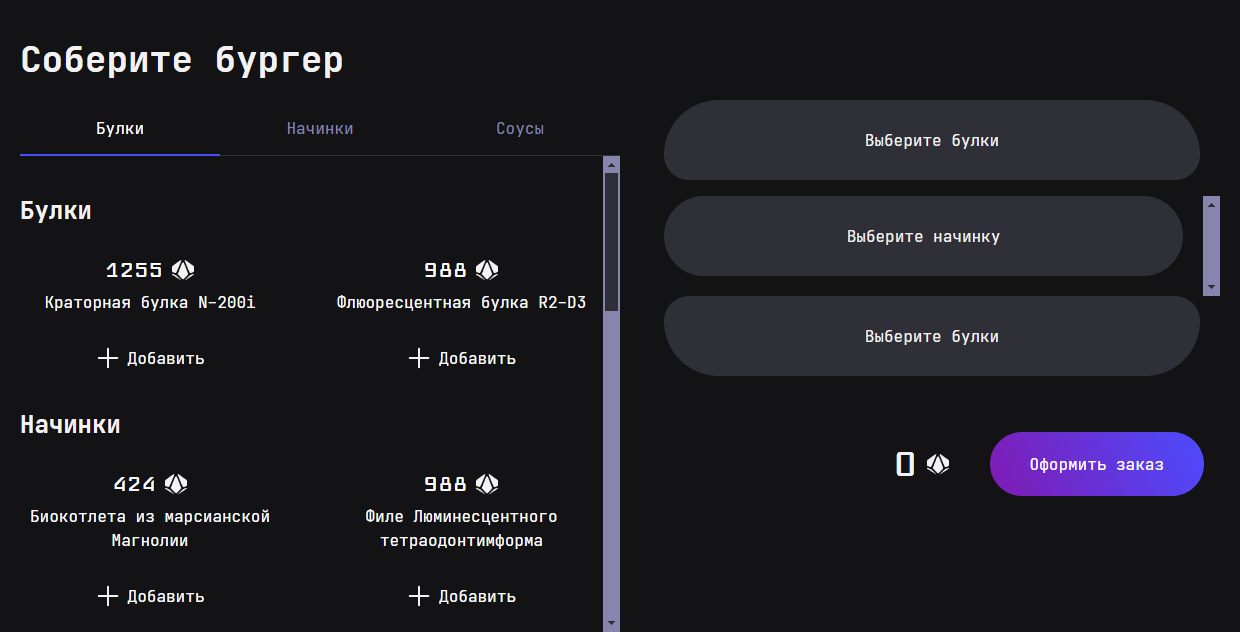 Соберите бургер
Булки Начинки Соусы
Булки
1255 988
Краторная булка N-200i Флюоресцентная булка R2-D3
Добавить Добавить
Начинки
424 988
Биокотлета из марсианской Филе Люминесцентного
Магнолии тетраодонтимформа
Добавить Добавить
Выберите булки
Выберите начинку
Выберите булки
0 Оформить заказ